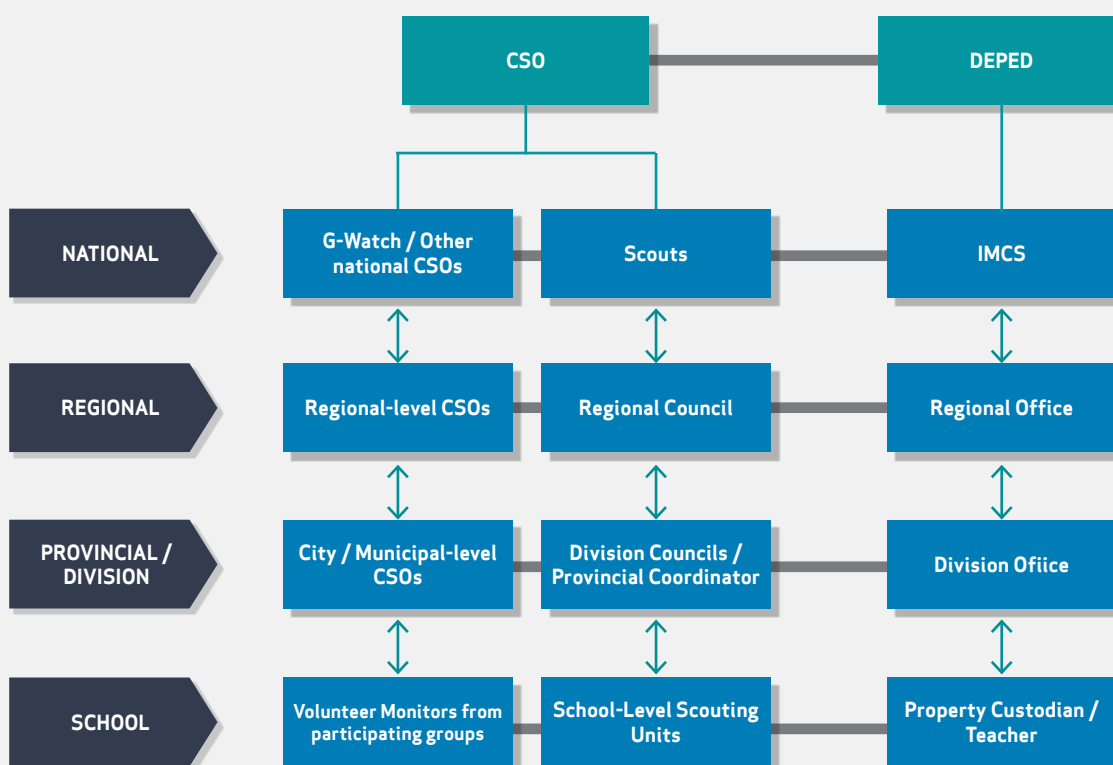 CSO
DEPED
NATIONAL
G-Watch / Other
national CSOs
Scouts
IMCS
REGIONAL
Regional-level CSOs
Regional Council
Regional Office
PROVINCIAL /
DIVISION
City / Municipal-level
CSOs
Division Councils /
Provincial Coordinator
Division Ofiice
SCHOOL
Volunteer Monitors from
participating groups
School-Level Scouting
Units
Property Custodian /
Teacher